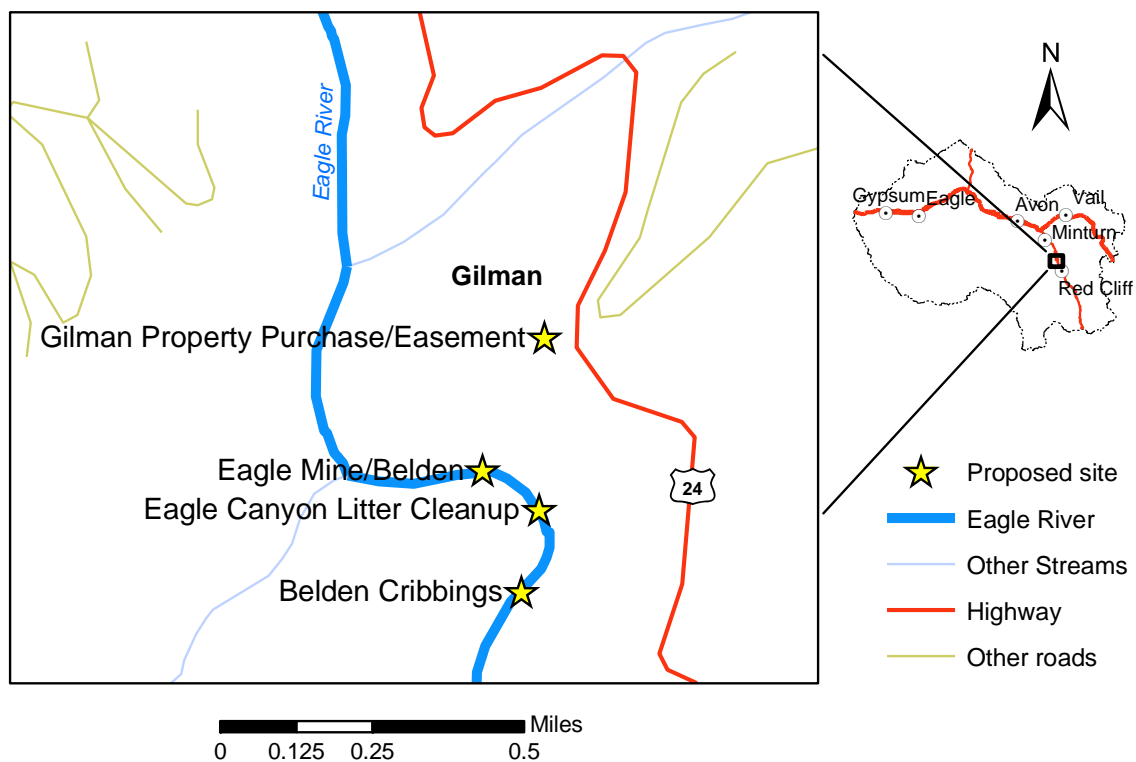 Eagle River
Gilman
Gilman Property Purchase/Easement
Eagle Mine/Belden
Eagle Canyon Litter Cleanup
Belden Cribbings
24
N
Gypsum
Eagle
Avon
Vail
Minturn
Red Cliff
Proposed site
Eagle River
Other Streams
Highway
Other roads
Miles
0 0.125 0.25 0.5